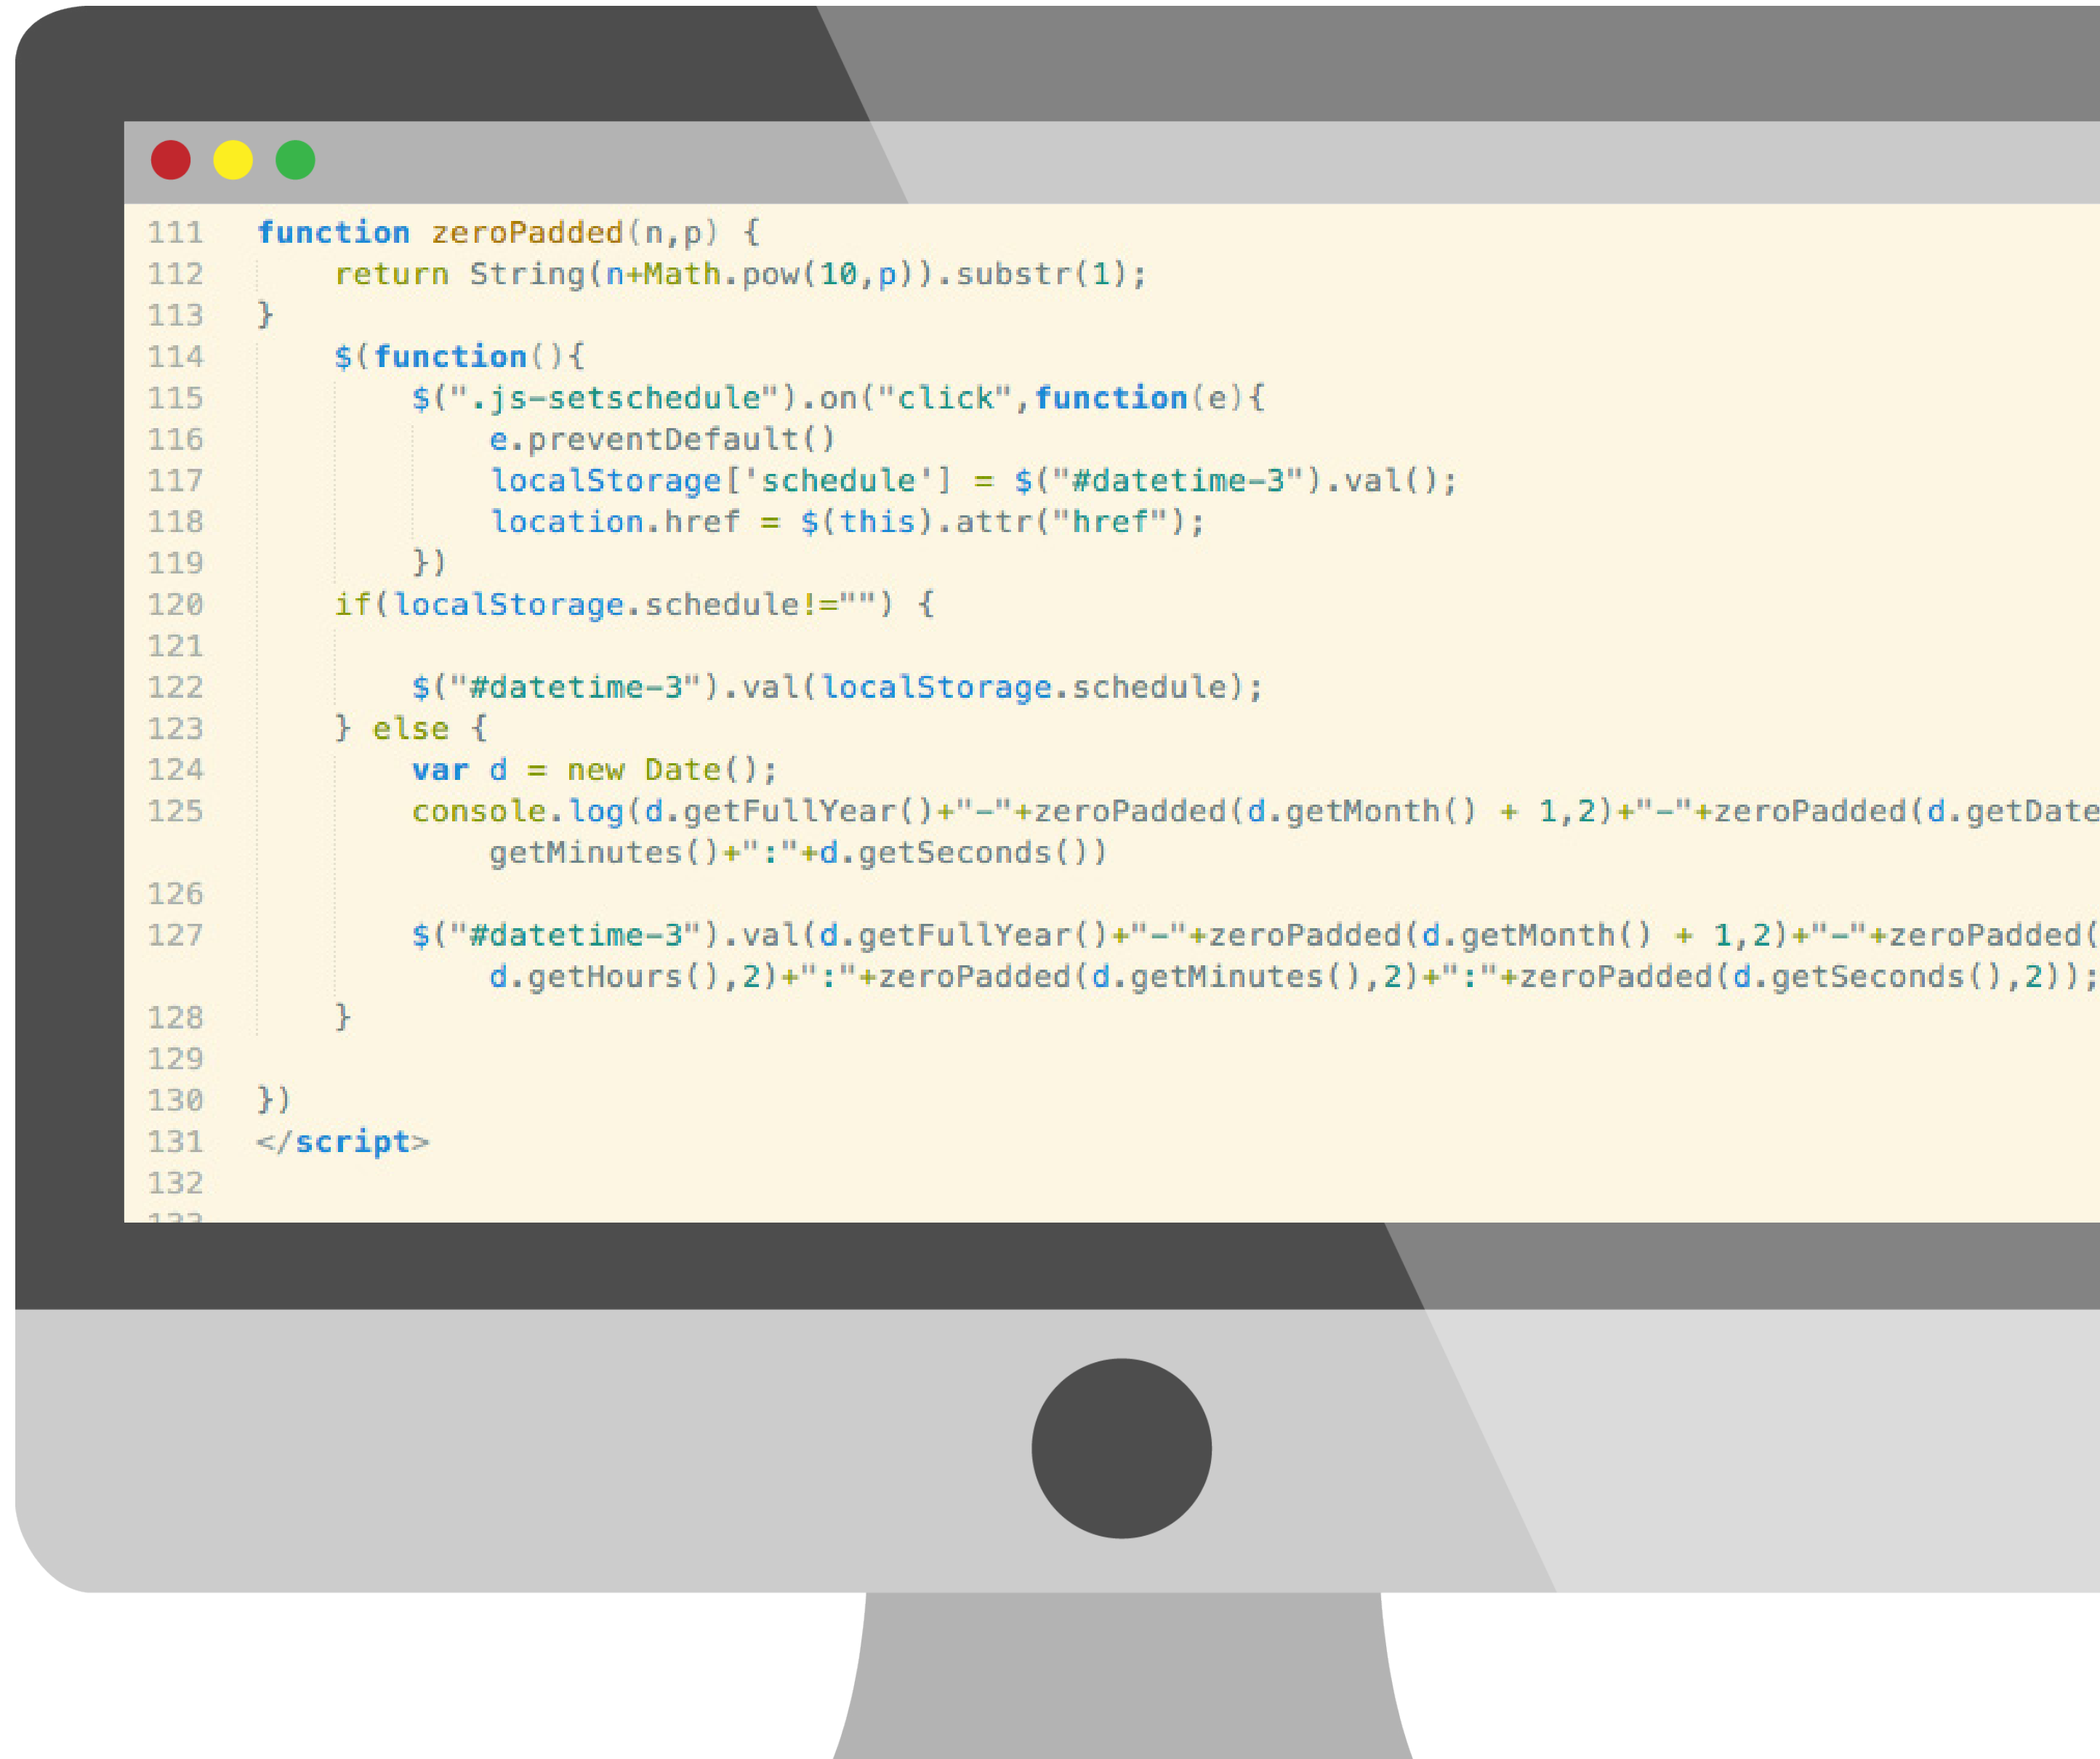 111 function zeroPadded(n,p) {
112 return String(n+Math.pow(10,p)).substr(1);
113 }
114 $(function(){
115 $(".js-setschedule").on("click",function(e){
116 e.preventDefault()
117 localStorage['schedule'] = $("#datetime-3").val();
118 location.href = $(this).attr("href");
119 })
120 if(localStorage.schedule!="") {
121
122 $("#datetime-3").val(localStorage.schedule);
123 } else {
124 var d = new Date();
125 console.log(d.getFullYear()+"-"+zeroPadded(d.getMonth() + 1,2)+"-"+zeroPadded(d.getDate
getMinutes()+":"+d.getSeconds())
126
127 $("#datetime-3").val(d.getFullYear()+"-"+zeroPadded(d.getMonth() + 1,2)+"-"+zeroPadded(
d.getHours(),2)+":"+zeroPadded(d.getMinutes(),2)+":"+zeroPadded(d.getSeconds(),2));
128 }
129
130 })
131 </script>
132